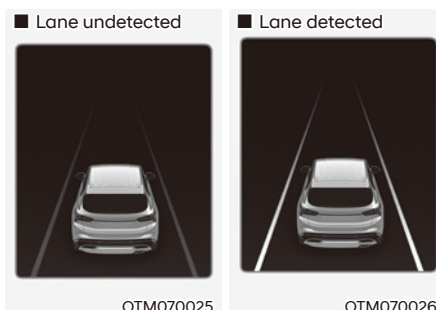 ■ Lane undetected
■ Lane detected
OTM070025
OTM070026